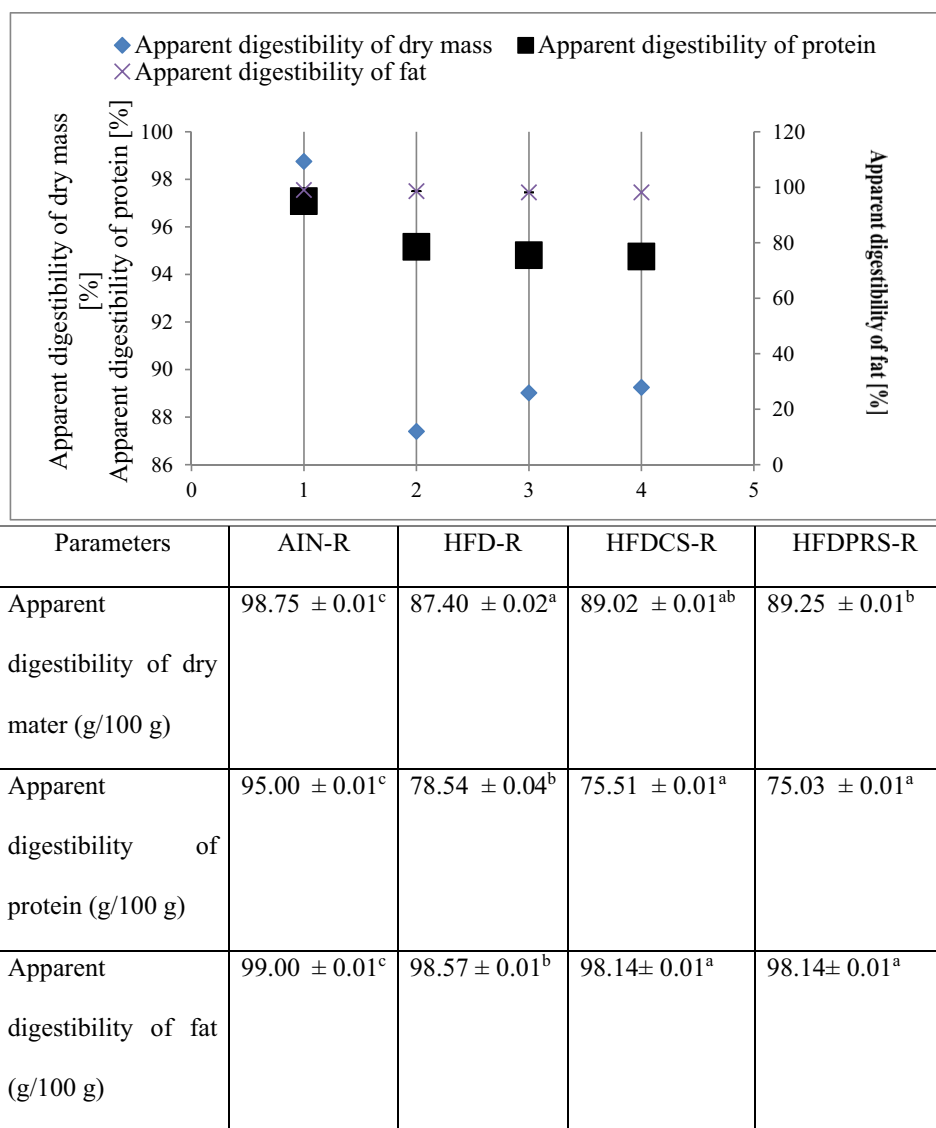 Apparent digestibility of dry mass Apparent digestibility of protein
Apparent digestibility of fat
Apparent digestibility of dry mass
[%]
Apparent digestibility of protein [%]
100
98
96
94
92
90
88
86
120
100
80
60
40
20
0
Apparent digestibility of fat [%]
0 1 2 3 4 5
Parameters AIN-R HFD-R HFDCS-R HFDPRS-R
Apparent 98.75 ± 0.01c 87.40 ± 0.02a 89.02 ± 0.01ab 89.25 ± 0.01b
digestibility of dry
mater (g/100 g)
Apparent 95.00 ± 0.01c 78.54 ± 0.04b 75.51 ± 0.01a 75.03 ± 0.01a
digestibility of
protein (g/100 g)
Apparent 99.00 ± 0.01c 98.57 ± 0.01b 98.14± 0.01a 98.14± 0.01a
digestibility of fat
(g/100 g)